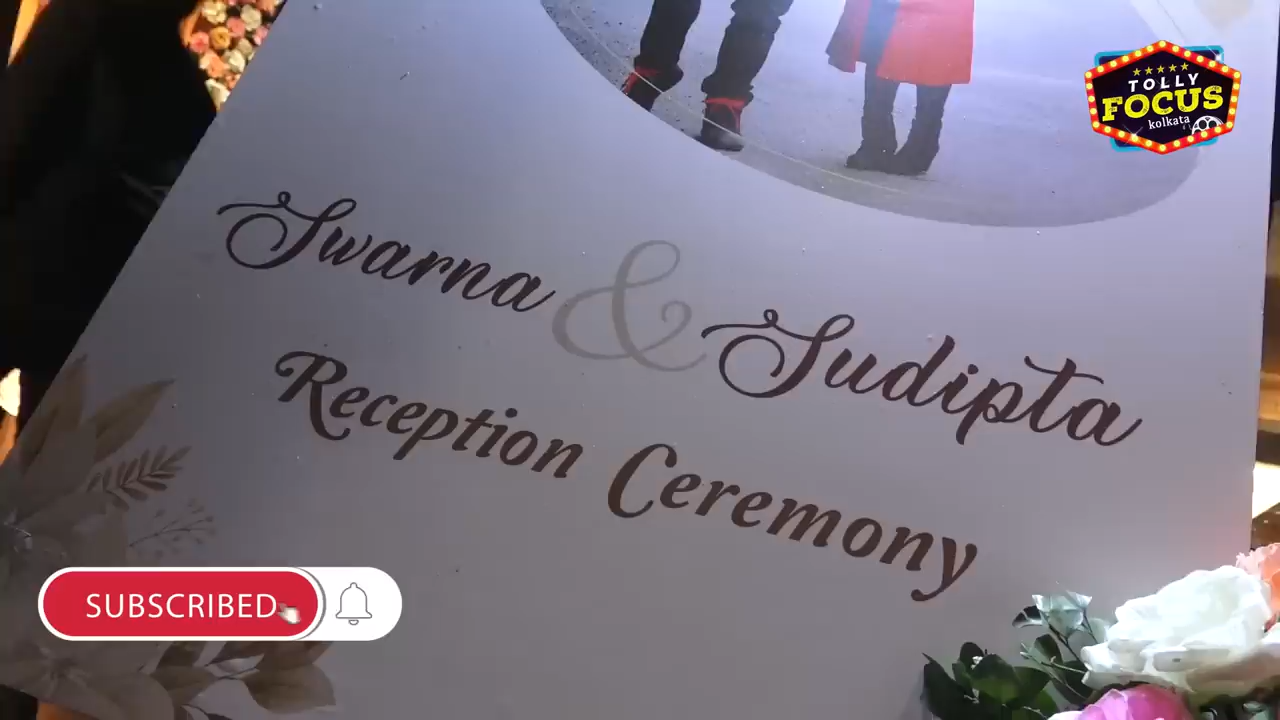 TOLLY
FOCUS
kolkata
Swarna & Sudipta
Reception Ceremony
SUBSCRIBED